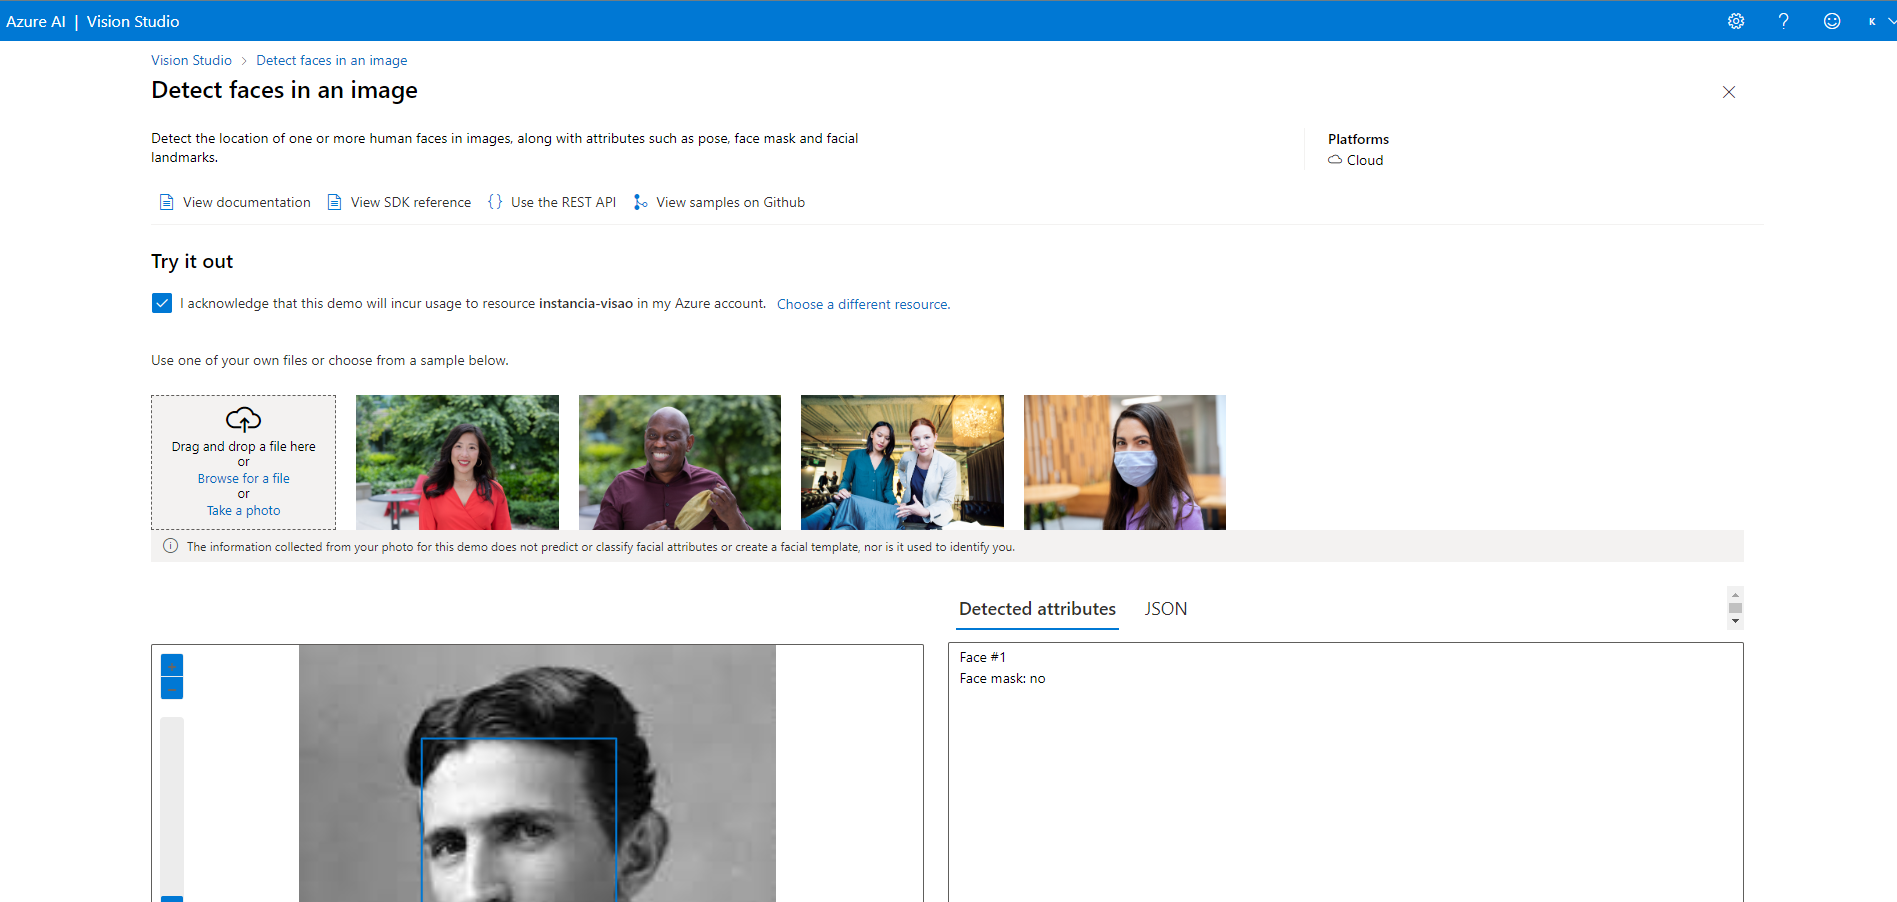 Azure AI | Vision Studio
K
Vision Studio > Detect faces in an image
Detect faces in an image
Detect the location of one or more human faces in images, along with attributes such as pose, face mask and facial
landmarks.
Platforms
Cloud
View documentation
View SDK reference
{} Use the REST API
View samples on Github
Try it out
I acknowledge that this demo will incur usage to resource instancia-visao in my Azure account. Choose a different resource.
Use one of your own files or choose from a sample below.
Drag and drop a file here
or
Browse for a file
or
Take a photo
The information collected from your photo for this demo does not predict or classify facial attributes or create a facial template, nor is it used to identify you.
Detected attributes
JSON
+
-
Face #1
Face mask: no